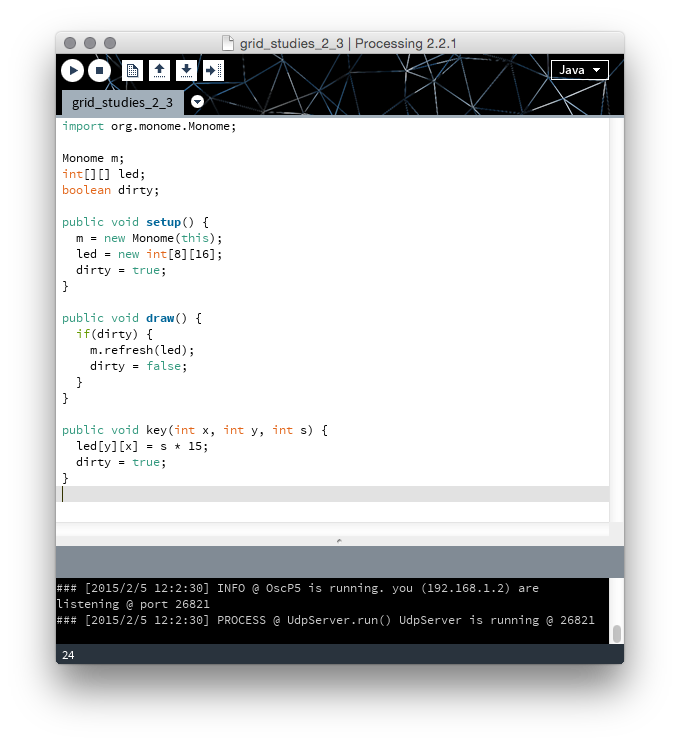 grid_studies_2_3 | Processing 2.2.1
Java
grid_studies_2_3
import org.monome.Monome;

Monome m;
int[][] led;
boolean dirty;

public void setup() {
  m = new Monome(this);
  led = new int[8][16];
  dirty = true;
}

public void draw() {
  if(dirty) {
    m.refresh(led);
    dirty = false;
  }
}

public void key(int x, int y, int s) {
  led[y][x] = s * 15;
  dirty = true;
}
### [2015/2/5 12:2:30] INFO @ OscP5 is running. you (192.168.1.2) are
listening @ port 26821
### [2015/2/5 12:2:30] PROCESS @ UdpServer.run() UdpServer is running @ 26821
24